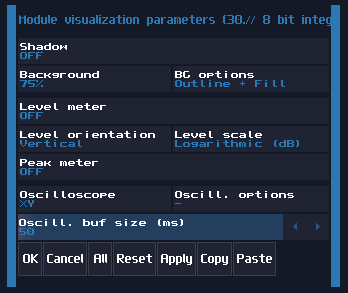 Module visualization parameters (30.// 8 bit integ
Shadow
OFF
Background BG options
75% Outline + Fill
Level meter
OFF
Level orientation Level scale
Vertical Logarithmic (dB)
Peak meter
OFF
Oscilloscope Oscill. options
XY -
Oscill. buf size (ms)
50
OK Cancel All Reset Apply Copy Paste